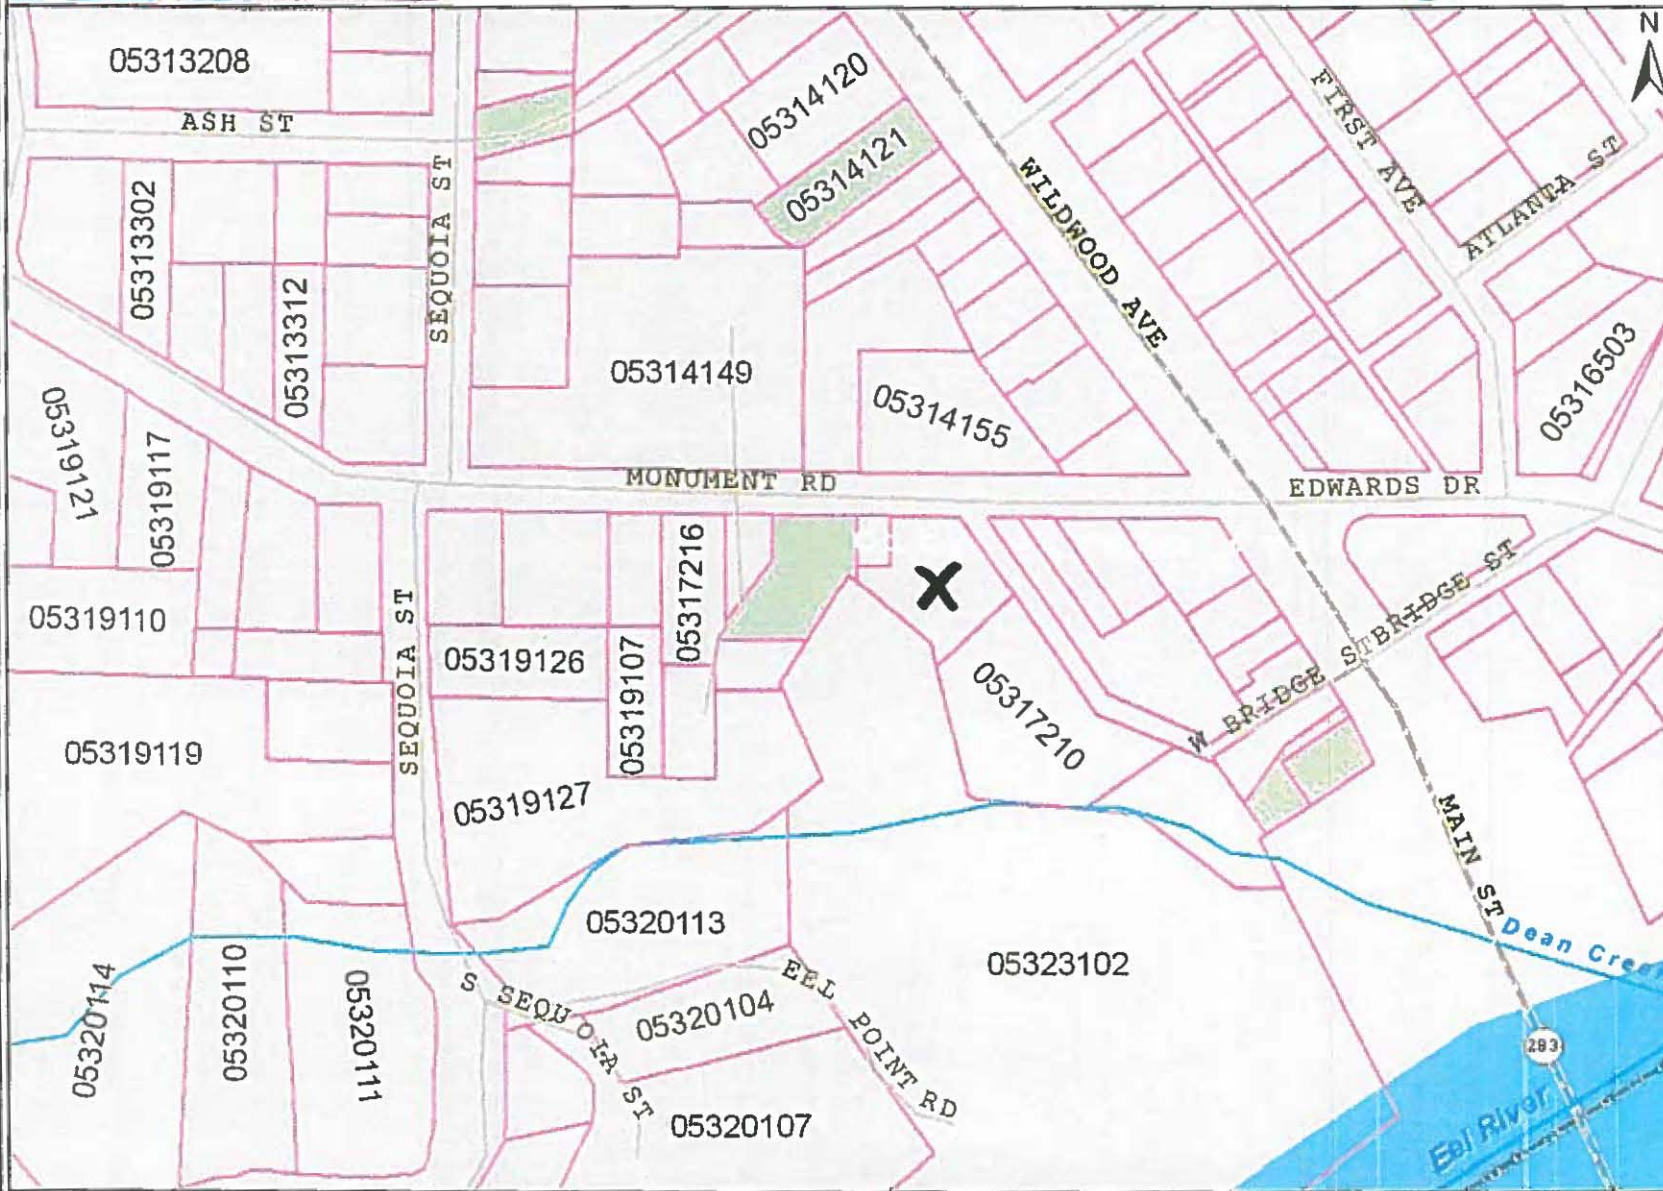 N
05313208
05314120
ASH ST
FIRST AVE
05314121
ATLANTA ST
SEQUOIA ST
WILDWOOD AVE
05313302
05313312
05314149
05314155
05316503
05319121
05319117
MONUMENT RD
EDWARDS DR
05317216
X
05319110
SEQUOIA ST
05319126
05319107
BRIDGE ST
W BRIDGE ST
05317210
05319119
05319127
MAIN ST
05320113
Dean Cree
05323102
05320114
05320110
05320111
S SEQUOIA ST
EEL POINT RD
05320104
283
05320107
Eel River